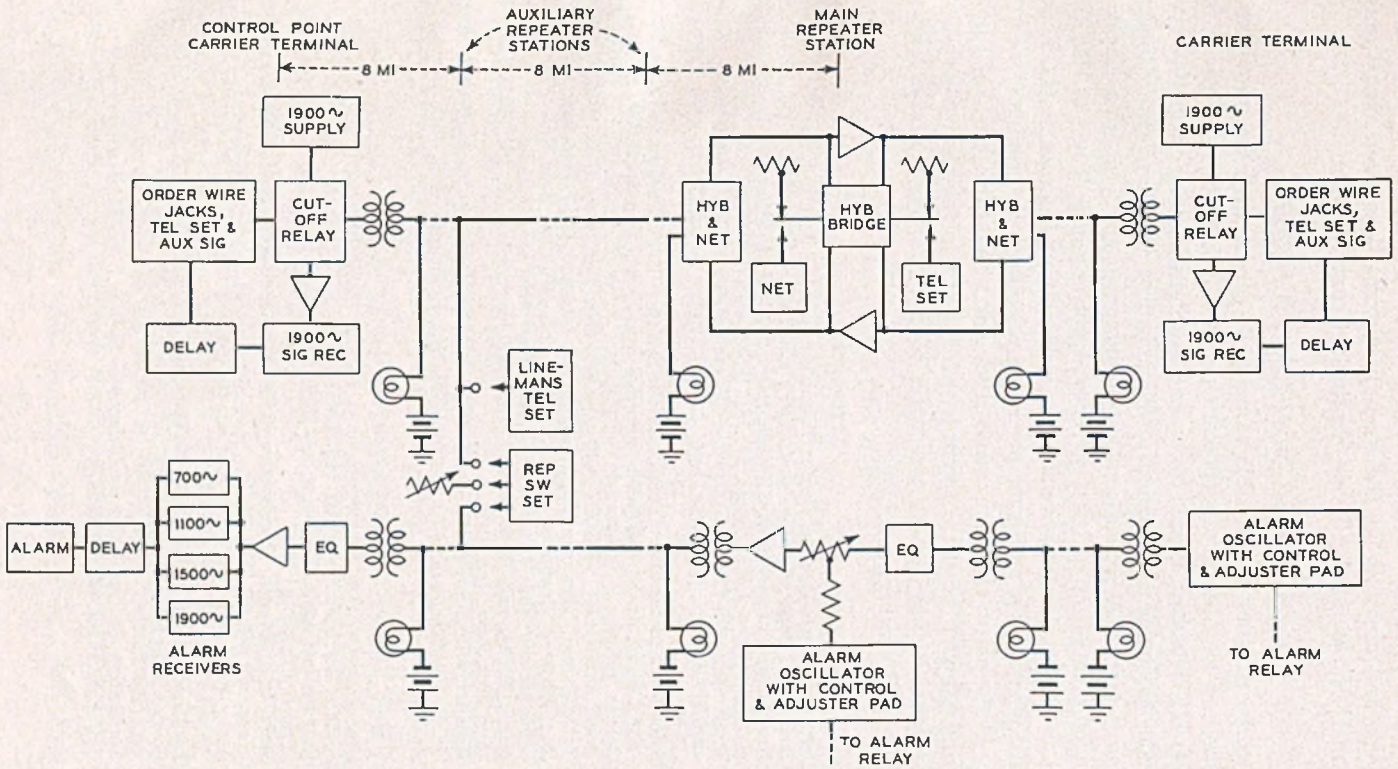 CONTROL POINT
CARRIER TERMINAL
AUXILIARY
REPEATER
STATIONS
MAIN
REPEATER
STATION
CARRIER TERMINAL
8 MI
8 MI
8 MI
1900~
SUPPLY
ORDER WIRE
JACKS,
TEL SET &
AUX SIG
CUT-
OFF
RELAY
DELAY
1900~
SIG REC
HYB
&
NET
HYB
BRIDGE
NET
TEL
SET
HYB
&
NET
1900~
SUPPLY
CUT-
OFF
RELAY
ORDER WIRE
JACKS,
TEL SET &
AUX SIG
1900~
SIG REC
DELAY
LINE-
MANS
TEL
SET
REP
SW
SET
ALARM
DELAY
700~
1100~
1500~
1900~
ALARM
RECEIVERS
EQ
EQ
ALARM
OSCILLATOR
WITH CONTROL
& ADJUSTER PAD
TO ALARM
RELAY
ALARM
OSCILLATOR
WITH CONTROL
& ADJUSTER PAD
TO ALARM
RELAY